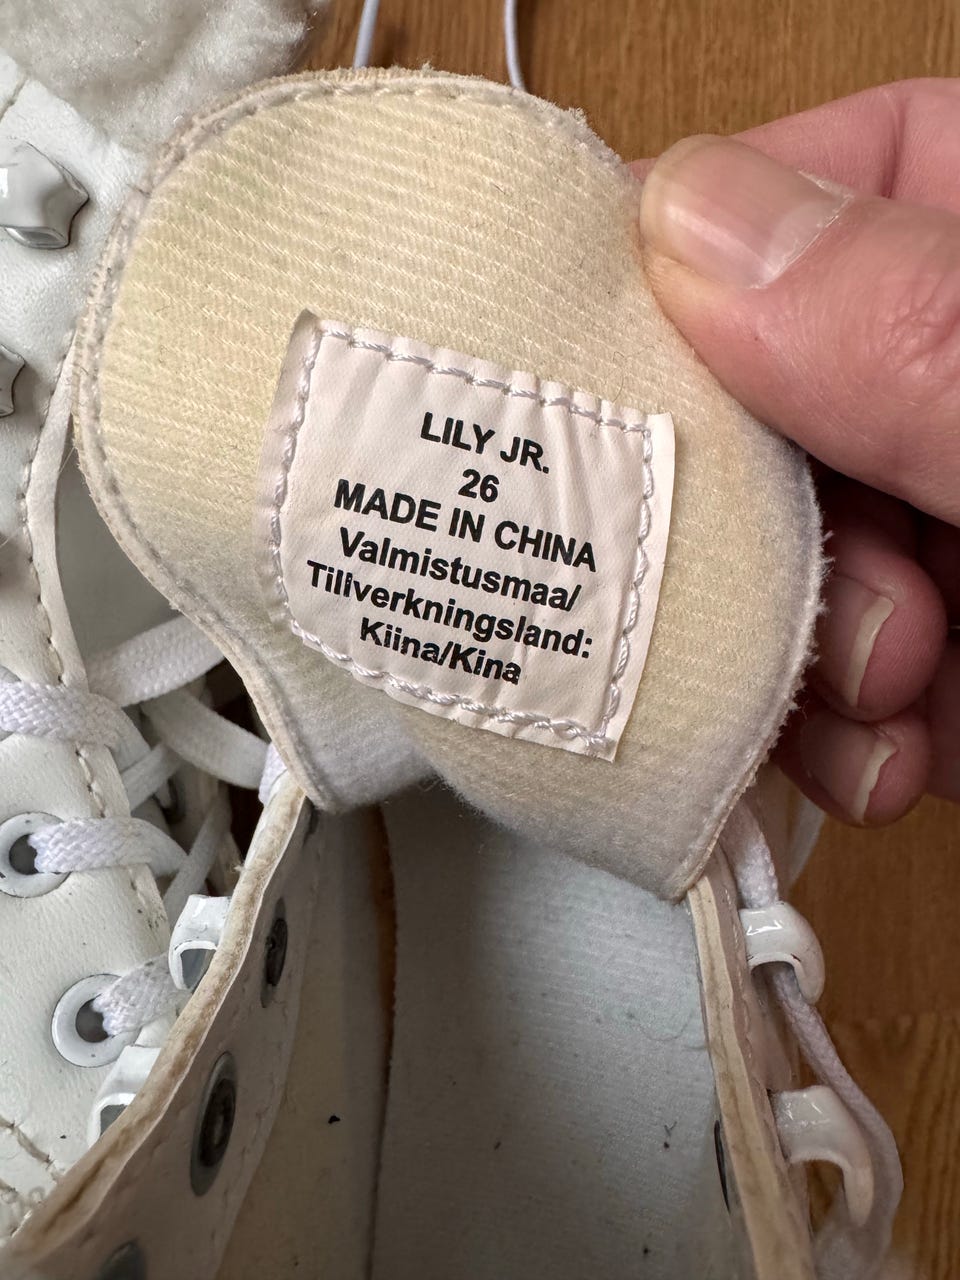 LILY JR.
26
MADE IN CHINA
Valmistusmaa/
Tillverkningsland:
Kiina/Kina